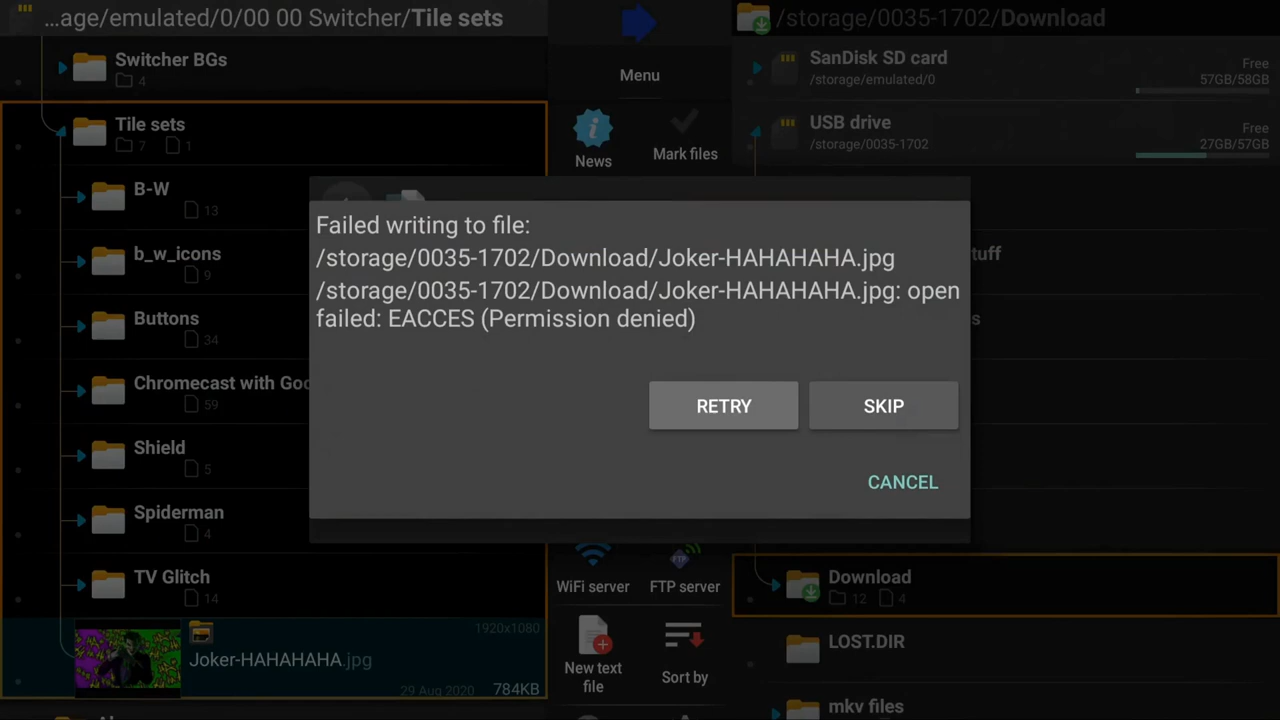 ...age/emulated/0/00 00 Switcher/Tile sets
Switcher BGs
4
Tile sets
7 1
B-W
13
b_w_icons
9
Buttons
34
Chromecast with Goo
59
Shield
5
Spiderman
4
TV Glitch
14
1920x1080
Joker-HAHAHAHA.jpg
29 Aug 2020 784KB
Menu
News
Mark files
WiFi server
FTP server
New text
file
Sort by
/storage/0035-1702/Download
SanDisk SD card
/storage/emulated/0
Free
57GB/58GB
USB drive
/storage/0035-1702
Free
27GB/57GB
tuff
s
Download
12 4
LOST.DIR
mkv files
Failed writing to file:
/storage/0035-1702/Download/Joker-HAHAHAHA.jpg
/storage/0035-1702/Download/Joker-HAHAHAHA.jpg: open
failed: EACCES (Permission denied)
RETRY
SKIP
CANCEL